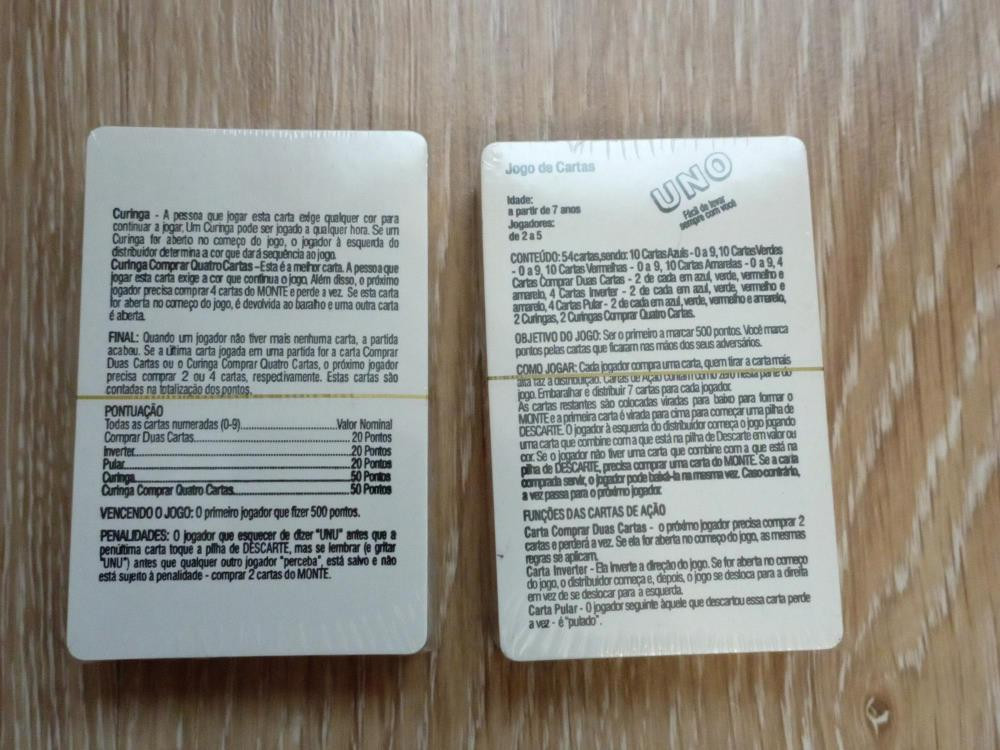 Curinga - A pessoa que jogar esta carta exige qualquer cor para
continuar a jogar. Um Curinga pode ser jogado a qualquer hora. Se um
Curinga for aberto no começo do jogo, o jogador à esquerda do
distribuidor determina a cor que dará sequência ao jogo.
Curinga Comprar Quatro Cartas - Esta é a melhor carta. A pessoa que
jogar esta carta exige a cor que continua o jogo. Além disso, o próximo
jogador precisa comprar 4 cartas do MONTE e perde a vez. Se esta carta
for aberta no começo do jogo, é devolvida ao baralho e uma outra carta
é aberta.
FINAL: Quando um jogador não tiver mais nenhuma carta, a partida
acabou. Se a última carta jogada em uma partida for a carta Comprar
Duas Cartas ou o Curinga Comprar Quatro Cartas, o próximo jogador
precisa comprar 2 ou 4 cartas, respectivamente. Estas cartas são
contadas na totalização dos pontos.
PONTUAÇÃO
Todas as cartas numeradas (0-9)....................Valor Nominal
Comprar Duas Cartas....................20 Pontos
Inverter....................20 Pontos
Pular....................20 Pontos
Curinga....................50 Pontos
Curinga Comprar Quatro Cartas....................50 Pontos
VENCENDO O JOGO: O primeiro jogador que fizer 500 pontos.
PENALIDADES: O jogador que esquecer de dizer "UNU" antes que a
penúltima carta toque a pilha de DESCARTE, mas se lembrar (e gritar
"UNU") antes que qualquer outro jogador "perceba", está salvo e não
está sujeito à penalidade - comprar 2 cartas do MONTE.
Jogo de Cartas
UNO
Fácil de levar
sempre com você
Idade:
a partir de 7 anos
Jogadores:
de 2 a 5
CONTEÚDO: 54 cartas, sendo: 10 Cartas Azuis - 0 a 9, 10 Cartas Verdes
- 0 a 9, 10 Cartas Vermelhas - 0 a 9, 10 Cartas Amarelas - 0 a 9, 4
Cartas Comprar Duas Cartas - 2 de cada em azul, verde, vermelho e
amarelo, 4 Cartas Inverter - 2 de cada em azul, verde, vermelho e
amarelo, 4 Cartas Pular - 2 de cada em azul, verde, vermelho e amarelo,
2 Curingas, 2 Curingas Comprar Quatro Cartas.
OBJETIVO DO JOGO: Ser o primeiro a marcar 500 pontos. Você marca
pontos pelas cartas que ficaram nas mãos dos seus adversários.
COMO JOGAR: Cada jogador compra uma carta, quem tirar a carta mais
alta faz a distribuição. Cartas de Ação contam como zero nesta parte do
jogo. Embaralhar e distribuir 7 cartas para cada jogador.
As cartas restantes são colocadas viradas para baixo para formar o
MONTE e a primeira carta é virada para cima para começar uma pilha de
DESCARTE. O jogador à esquerda do distribuidor começa o jogo jogando
uma carta que combine com a que está na pilha de Descarte em valor ou
cor. Se o jogador não tiver uma carta que combine com a que está na
pilha de DESCARTE, precisa comprar uma carta do MONTE. Se a carta
comprada servir, o jogador pode baixá-la na mesma vez. Caso contrário,
a vez passa para o próximo jogador.
FUNÇÕES DAS CARTAS DE AÇÃO
Carta Comprar Duas Cartas - o próximo jogador precisa comprar 2
cartas e perderá a vez. Se ela for aberta no começo do jogo, as mesmas
regras se aplicam.
Carta Inverter - Ela inverte a direção do jogo. Se for aberta no começo
do jogo, o distribuidor começa e, depois, o jogo se desloca para a direita
em vez de se deslocar para a esquerda.
Carta Pular - O jogador seguinte àquele que descartou essa carta perde
a vez - é "pulado".